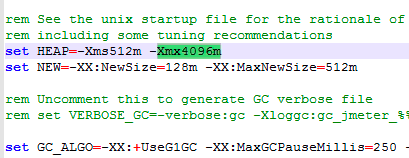 rem See the unix startup file for the rationale of
rem including some tuning recommendations
set HEAP=-Xms512m -Xmx4096m
set NEW=-XX:NewSize=128m -XX:MaxNewSize=512m
rem Uncomment this to generate GC verbose file
rem set VERBOSE_GC=-verbose:gc -Xloggc:gc_jmeter_%%
set GC_ALGO=-XX:+UseG1GC -XX:MaxGCPauseMillis=250 -